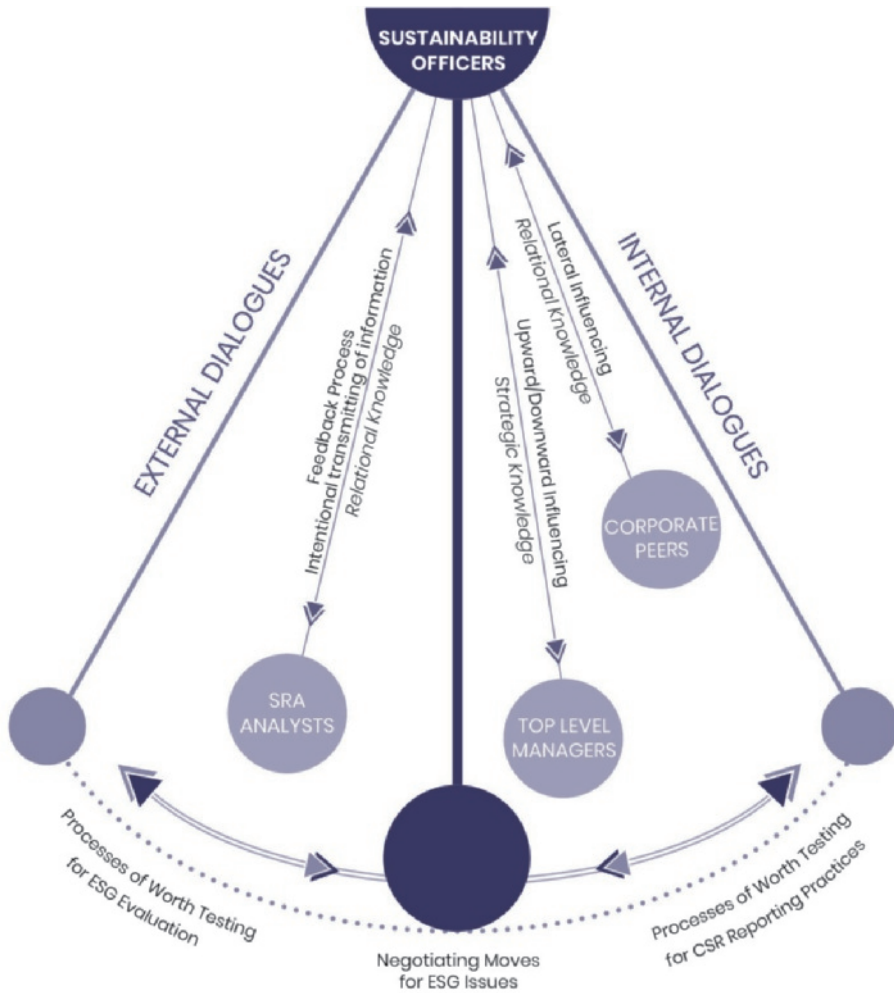 SUSTAINABILITY
OFFICERS
EXTERNAL DIALOGUES
Feedback Process
Intentional transmitting of information
Relational Knowledge
Upward/Downward Influencing
Strategic Knowledge
Lateral Influencing
Relational Knowledge
INTERNAL DIALOGUES
CORPORATE
PEERS
SRA
ANALYSTS
TOP LEVEL
MANAGERS
Processes of Worth Testing
for ESG Evaluation
Negotiating Moves
for ESG Issues
Processes of Worth Testing
for CSR Reporting Practices